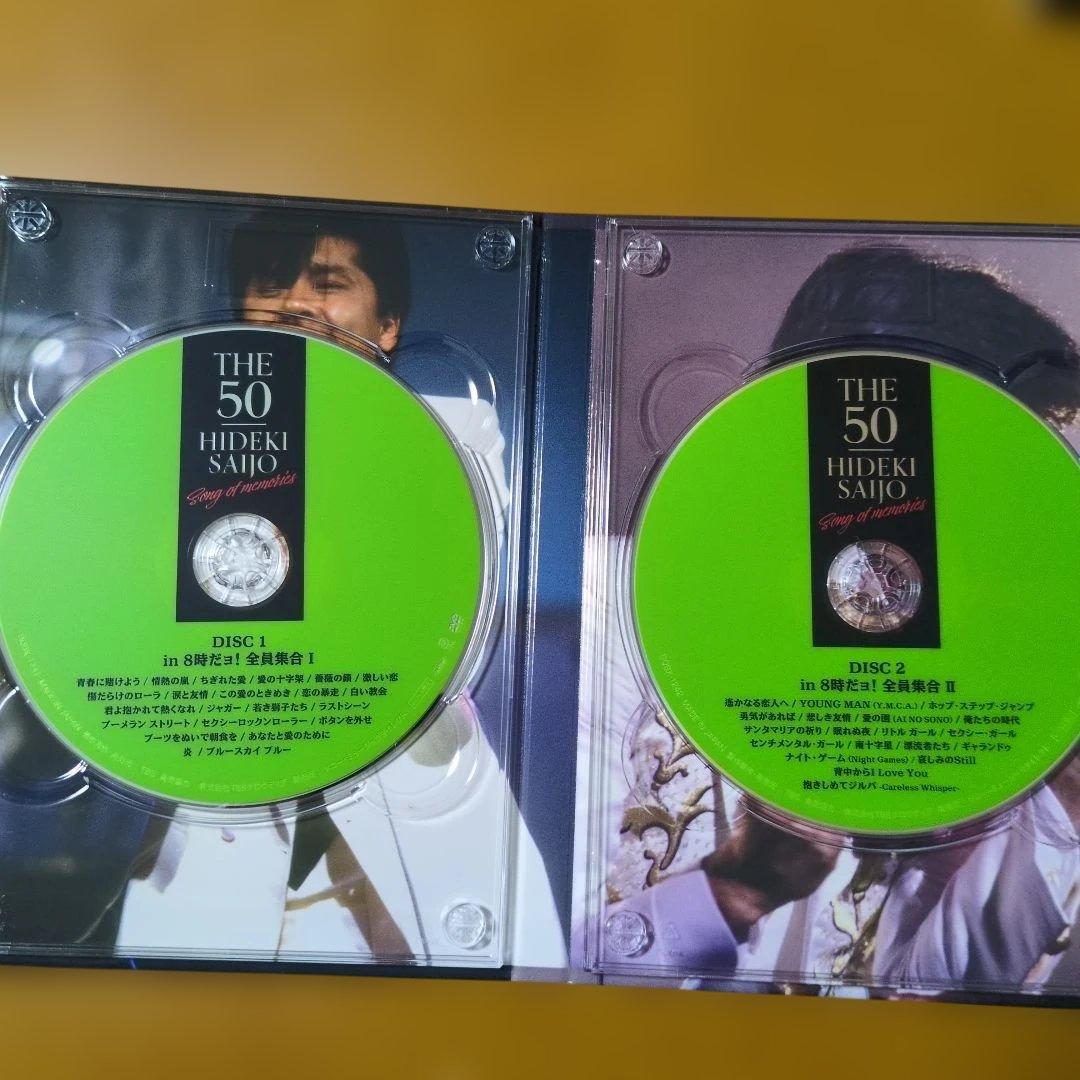 THE
50
HIDEKI
SAIJO
Song of memories
DISC 1
in 8時だョ! 全員集合 I
青春に賭けよう / 情熱の嵐 / ちぎれた愛 / 愛の十字架 / 薔薇の鎖 / 激しい恋
傷だらけのローラ / 涙と友情 / この愛のときめき / 恋の暴走 / 白い教会
君よ抱かれて熱くなれ / ジャガー / 若き獅子たち / ラストシーン
ブーメラン ストリート / セクシーロックンローラー / ボタンを外せ
ブーツをぬいで朝食を / あなたと愛のために
炎 / ブルースカイ ブルー
THE
50
HIDEKI
SAIJO
Song of memories
DISC 2
in 8時だョ! 全員集合 II
遥かなる恋人へ / YOUNG MAN (Y.M.C.A.) / ホップ・ステップ・ジャンプ
勇気があれば / 悲しき友情 / 愛の園 (AI NO SONO) / 俺たちの時代
サンタマリアの祈り / 眠れぬ夜 / リトル ガール / セクシー・ガール
センチメンタル・ガール / 南十字星 / 漂流者たち / ギャランドゥ
ナイト・ゲーム (Night Games) / 哀しみのStill
背中からI Love You
抱きしめてジルバ -Careless Whisper-